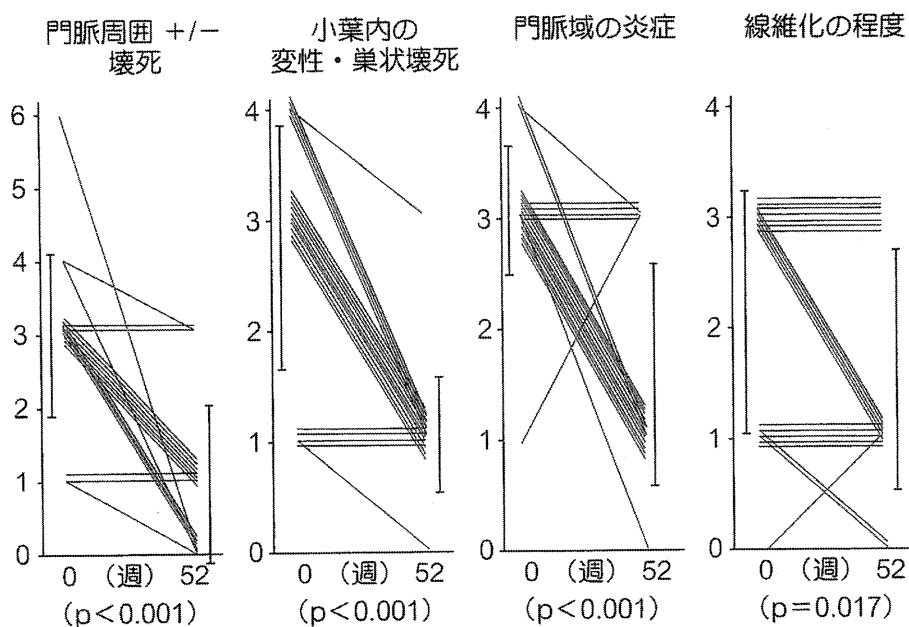 門脈周囲 +/−
壊死
小葉内の
変性・巣状壊死
門脈域の炎症
線維化の程度
6
5
4
3
2
1
0
0 (週) 52
(p<0.001)
4
3
2
1
0
0 (週) 52
(p<0.001)
4
3
2
1
0
0 (週) 52
(p<0.001)
4
3
2
1
0
0 (週) 52
(p=0.017)